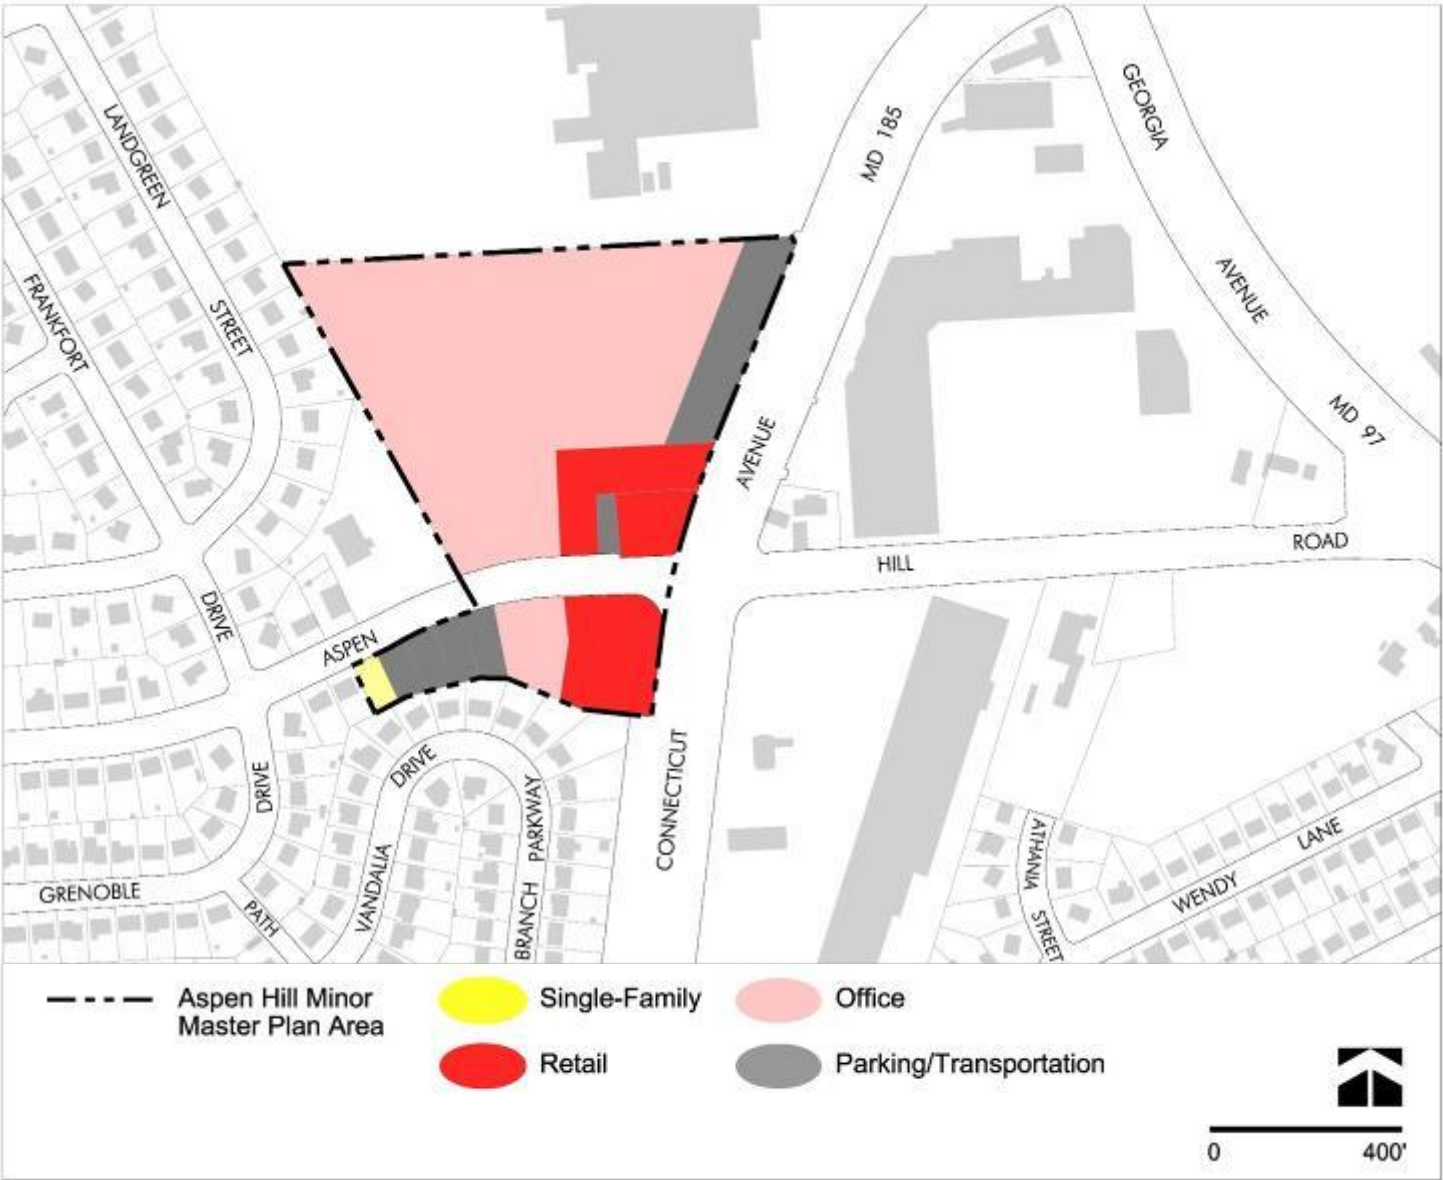 LANDGREEN
STREET
FRANKFORT
DRIVE
MD 185
GEORGIA
AVENUE
MD 97
AVENUE
HILL
ROAD
ASPEN
DRIVE
DRIVE
GRENOBLE
PATH
VANDALIA
BRANCH PARKWAY
CONNECTICUT
ATHANIA
STREET
WENDY
LANE
Aspen Hill Minor
Master Plan Area
Single-Family
Office
Retail
Parking/Transportation
0 400'